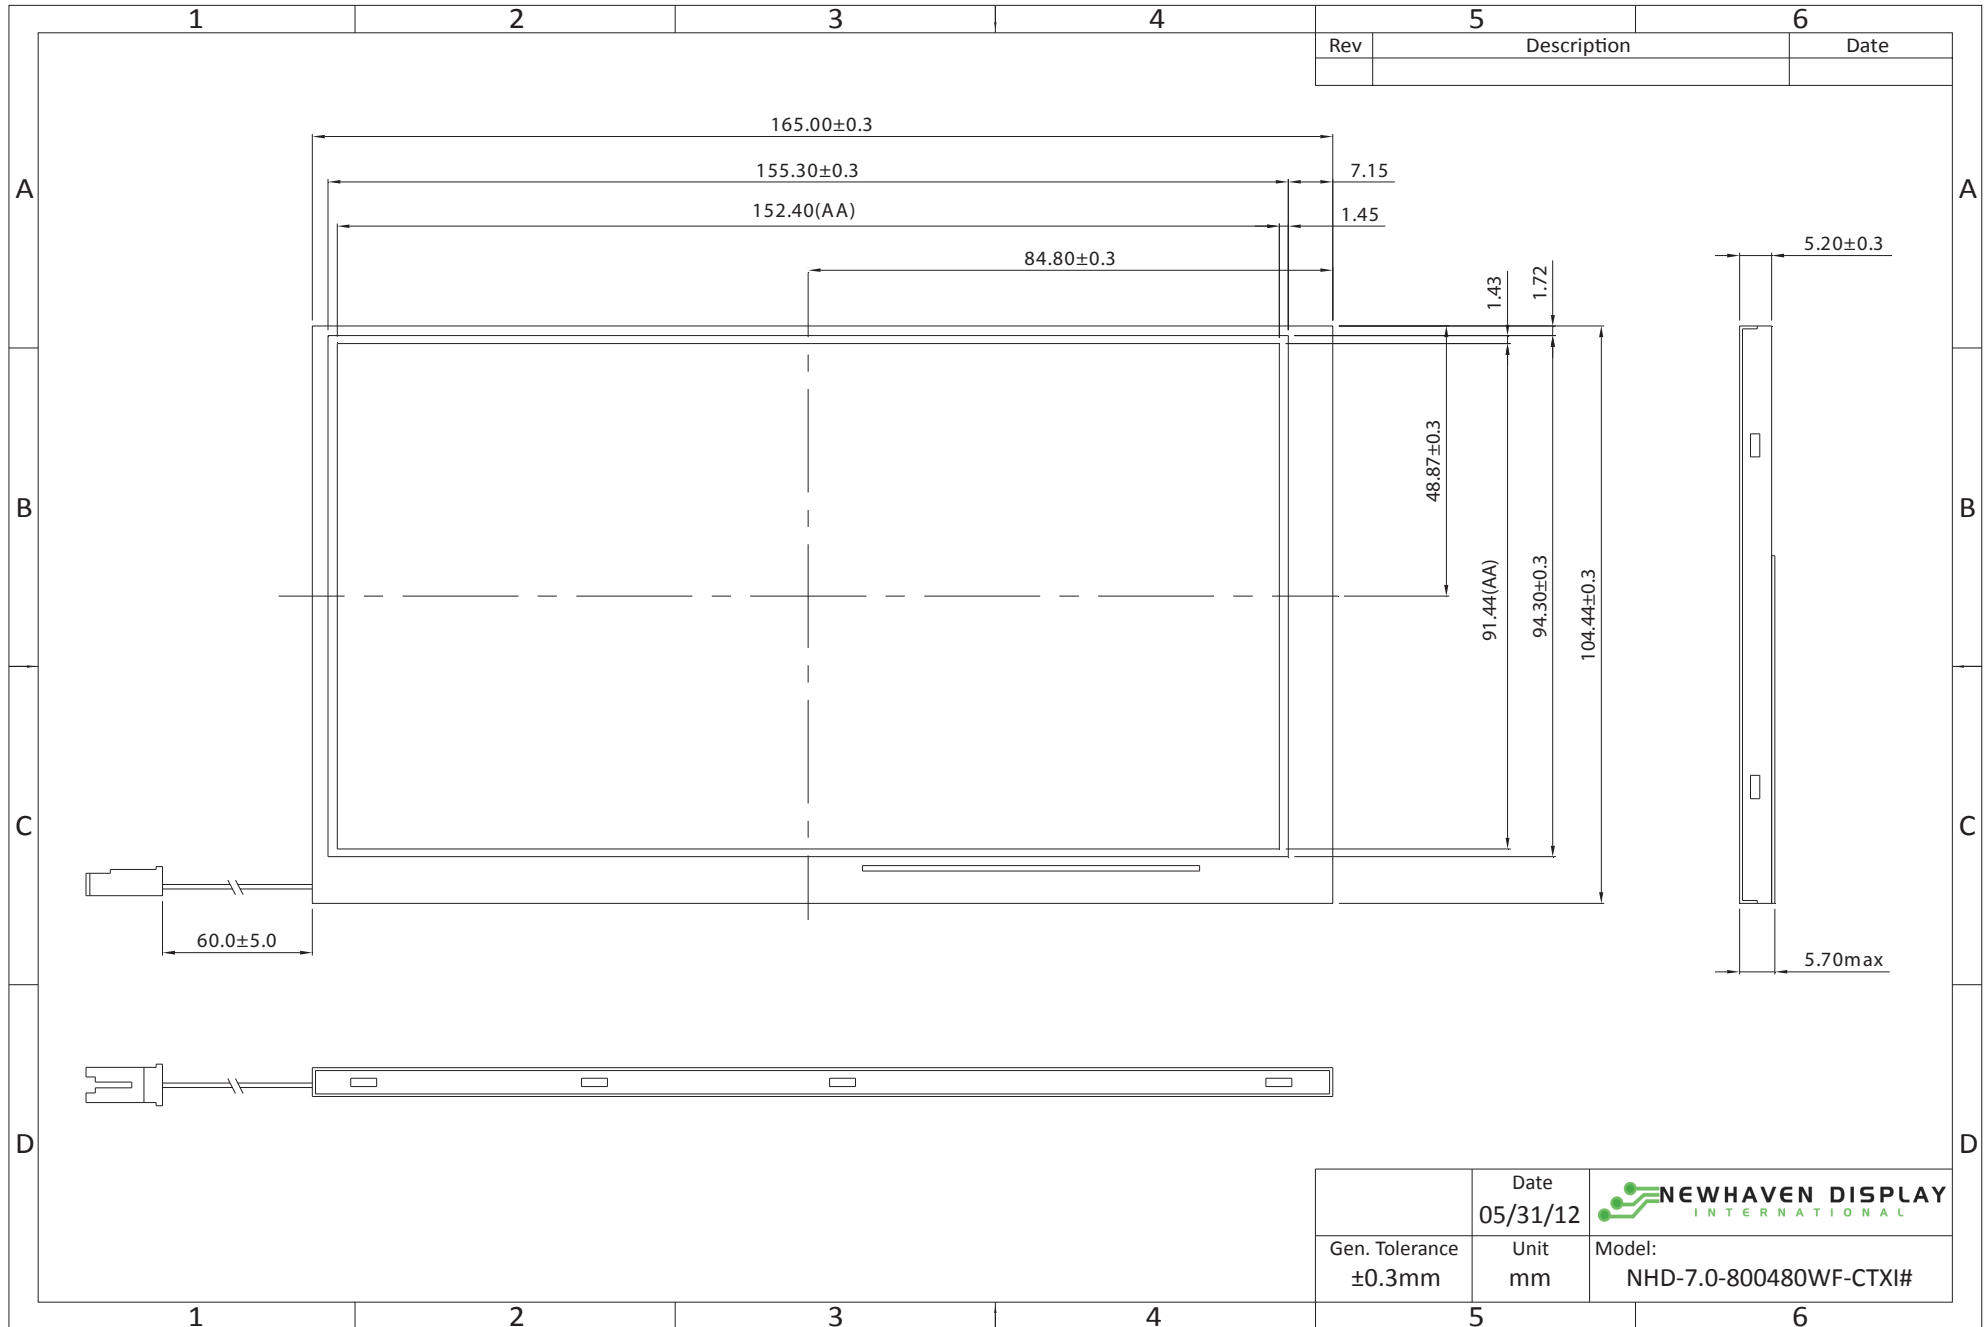 1 2 3 4 5 6
Rev Description Date
165.00±0.3
155.30±0.3 7.15
152.40(AA) 1.45
84.80±0.3
1.43
1.72
5.20±0.3
A A
48.87±0.3
91.44(AA)
94.30±0.3
104.44±0.3
B B
C C
60.0±5.0
5.70max
D D
Date
05/31/12
NEWHAVEN DISPLAY
INTERNATIONAL
Gen. Tolerance
±0.3mm
Unit
mm
Model:
NHD-7.0-800480WF-CTXI#
1 2 3 4 5 6